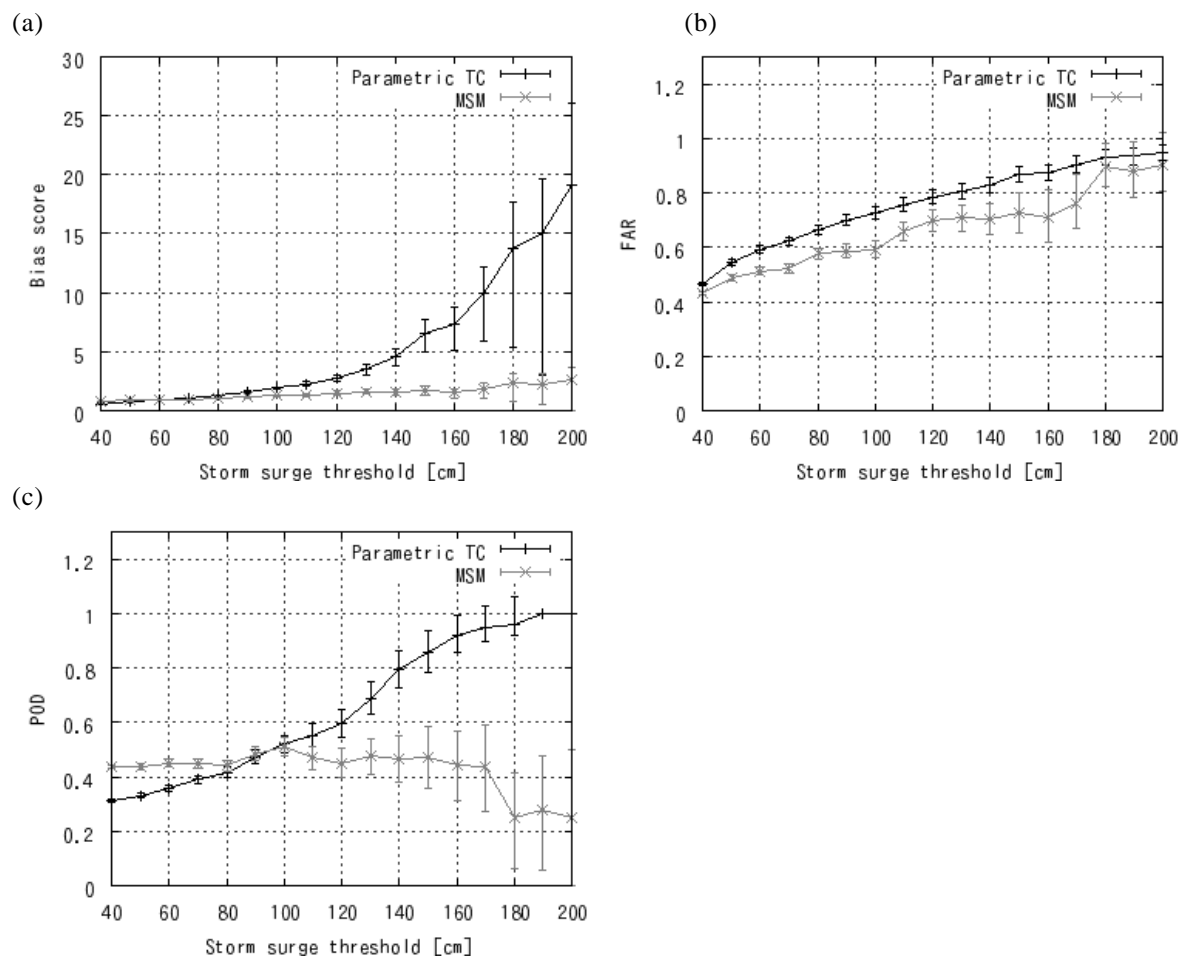 (a)
30
25
20
15
10
5
0
Bias score
Parametric TC
MSM
40 60 80 100 120 140 160 180 200
Storm surge threshold [cm]
(b)
1.2
1
0.8
0.6
0.4
0.2
0
FAR
Parametric TC
MSM
40 60 80 100 120 140 160 180 200
Storm surge threshold [cm]
(c)
1.2
1
0.8
0.6
0.4
0.2
0
POD
Parametric TC
MSM
40 60 80 100 120 140 160 180 200
Storm surge threshold [cm]